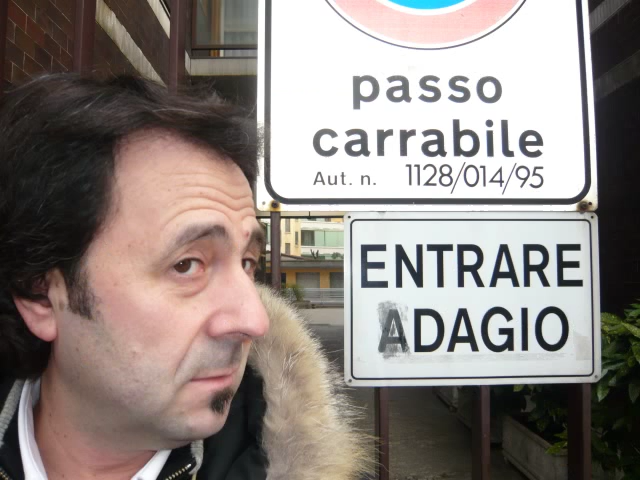 passo
carrabile
Aut. n. 1128/014/95
ENTRARE
ADAGIO